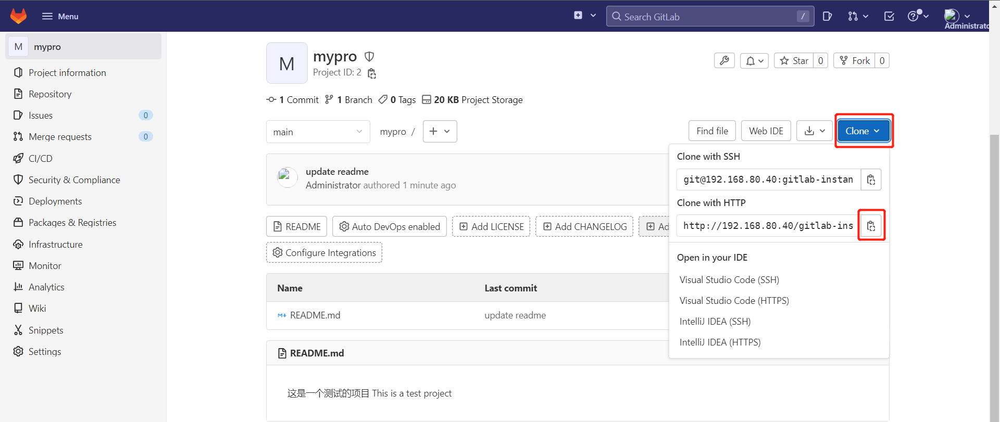 Menu
Search GitLab /
Administrato
M mypro
Project information
Repository
Issues 0
Merge requests 0
CI/CD
Security & Compliance
Deployments
Packages & Registries
Infrastructure
Monitor
Analytics
Wiki
Snippets
Settings
M
mypro
Project ID: 2
Star 0
Fork 0
1 Commit 1 Branch 0 Tags 20 KB Project Storage
main
mypro / +
Find file
Web IDE
Clone
update readme
Administrator authored 1 minute ago
README
Auto DevOps enabled
Add LICENSE
Add CHANGELOG
Ad
Configure Integrations
Clone with SSH
git@192.168.80.40:gitlab-instan
Clone with HTTP
http://192.168.80.40/gitlab-ins
Open in your IDE
Visual Studio Code (SSH)
Visual Studio Code (HTTPS)
IntelliJ IDEA (SSH)
IntelliJ IDEA (HTTPS)
Name Last commit
README.md update readme
README.md
这是一个测试的项目 This is a test project